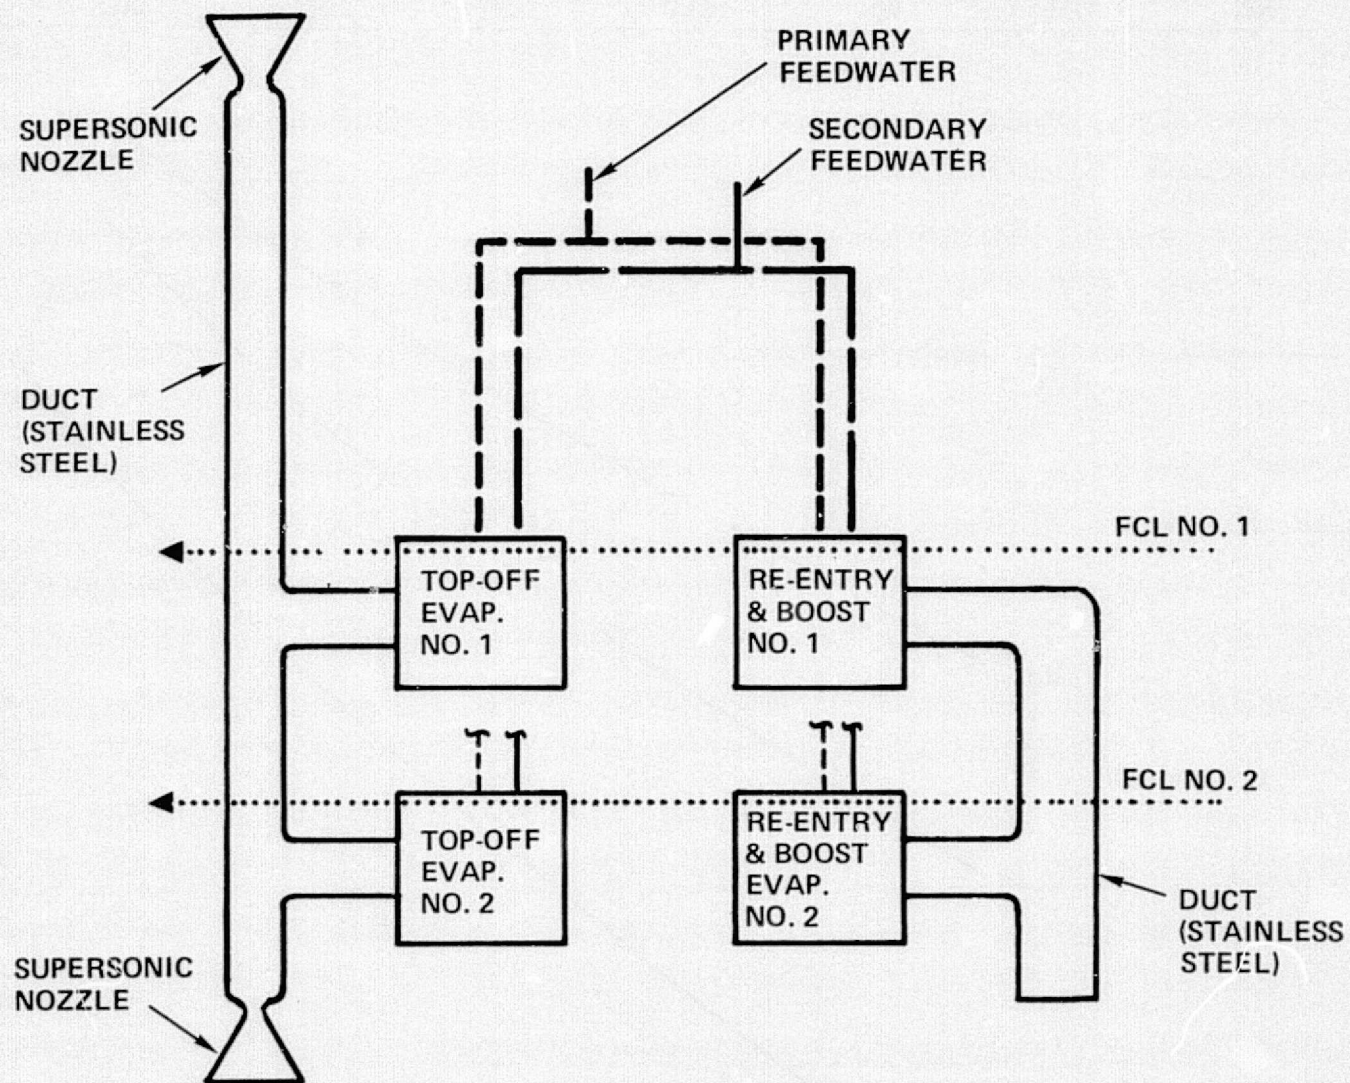 PRIMARY
FEEDWATER
SUPERSONIC
NOZZLE
SECONDARY
FEEDWATER
DUCT
(STAINLESS
STEEL)
FCL NO. 1
TOP-OFF
EVAP.
NO. 1
RE-ENTRY
& BOOST
NO. 1
FCL NO. 2
TOP-OFF
EVAP.
NO. 2
RE-ENTRY
& BOOST
EVAP.
NO. 2
DUCT
(STAINLESS
STEEL)
SUPERSONIC
NOZZLE